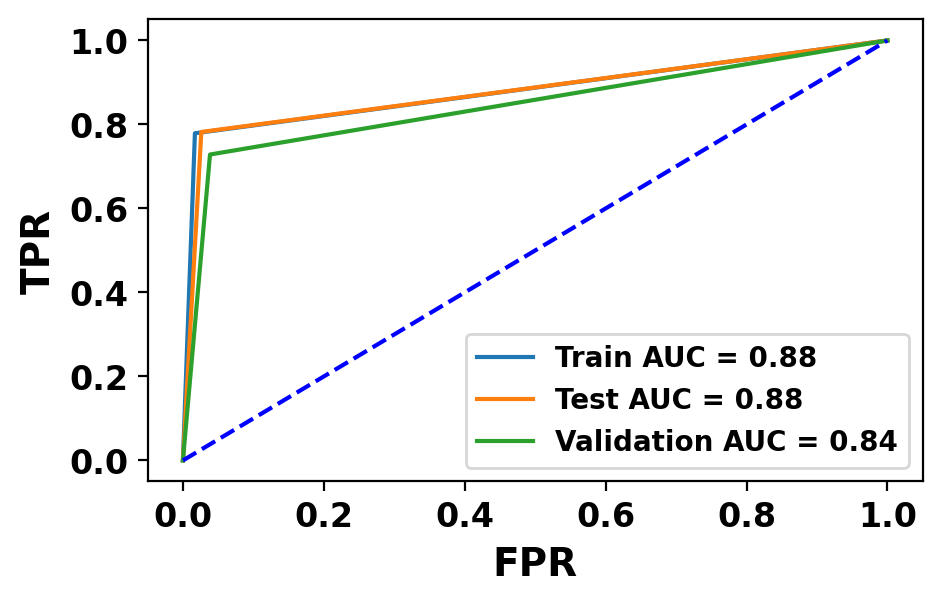 1.0
0.8
0.6
0.4
0.2
0.0
TPR
Train AUC = 0.88
Test AUC = 0.88
Validation AUC = 0.84
0.0 0.2 0.4 0.6 0.8 1.0
FPR